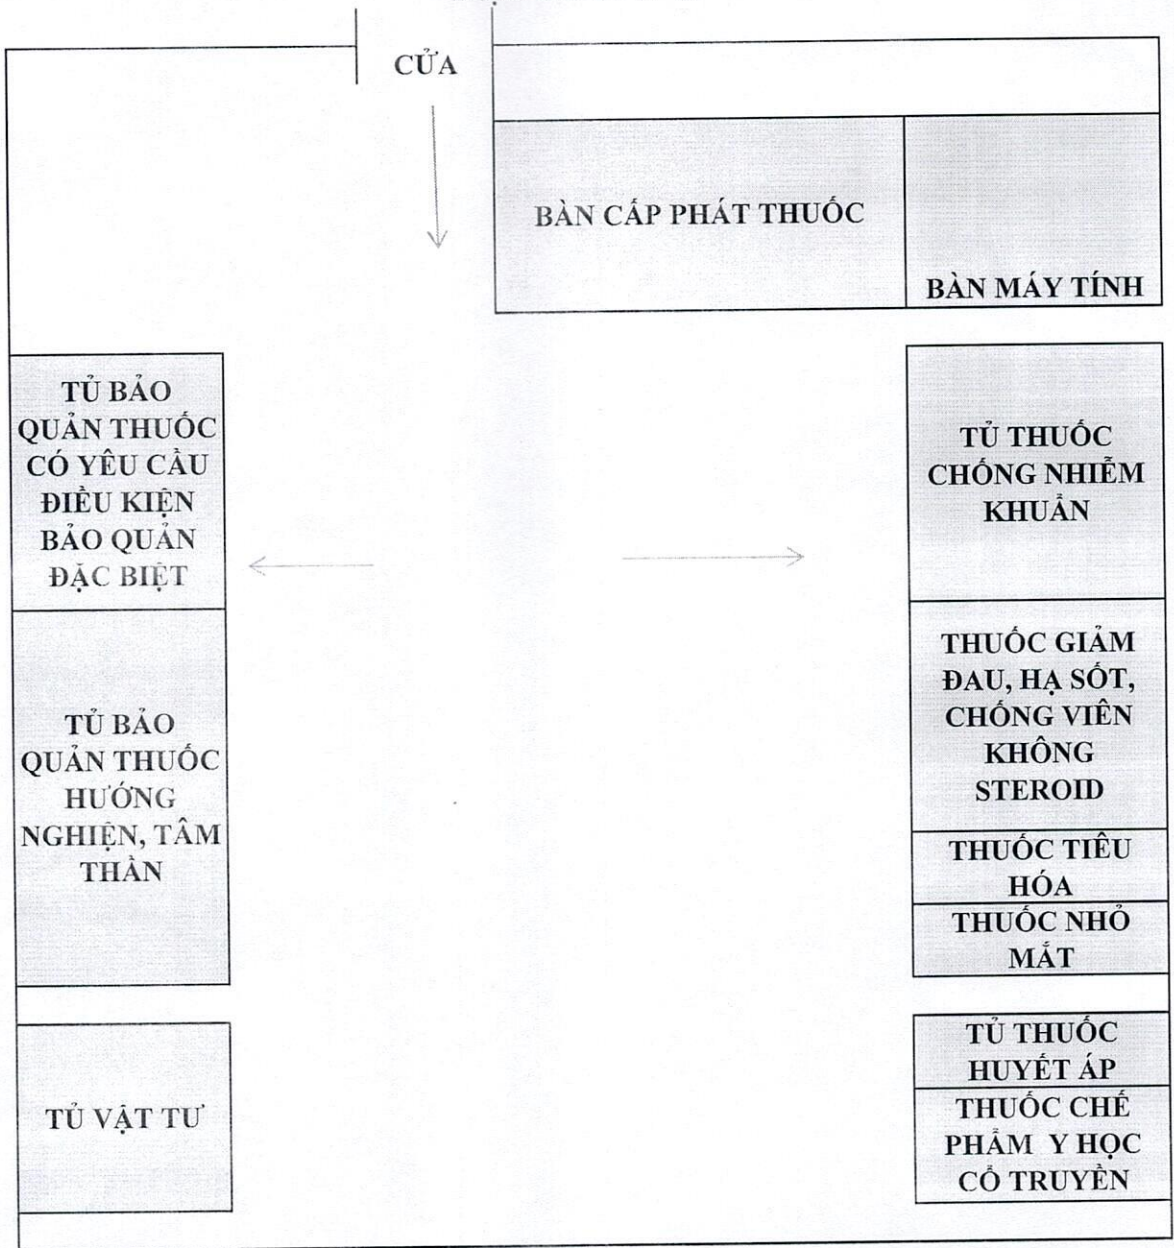 CỬA
BÀN CẤP PHÁT THUỐC
BÀN MÁY TÍNH
TỦ BẢO
QUẢN THUỐC
CÓ YÊU CẦU
ĐIỀU KIỆN
BẢO QUẢN
ĐẶC BIỆT
TỦ BẢO
QUẢN THUỐC
HƯỚNG
NGHIỆN, TÂM
THẦN
TỦ VẬT TƯ
TỦ THUỐC
CHỐNG NHIỄM
KHUẨN
THUỐC GIẢM
ĐAU, HẠ SỐT,
CHỐNG VIÊN
KHÔNG
STEROID
THUỐC TIÊU
HÓA
THUỐC NHỎ
MẮT
TỦ THUỐC
HUYẾT ÁP
THUỐC CHẾ
PHẨM Y HỌC
CỔ TRUYỀN